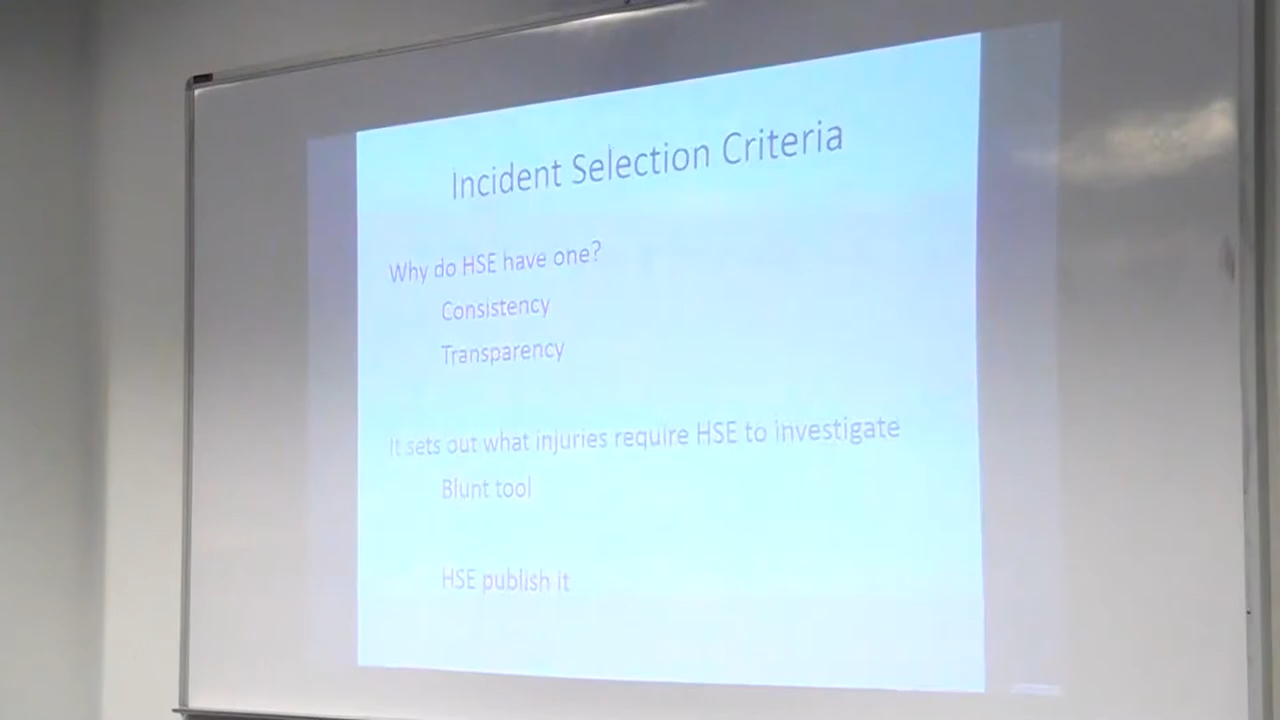 Incident Selection Criteria
Why do HSE have one?
Consistency
Transparency
It sets out what injuries require HSE to investigate
Blunt tool
HSE publish it